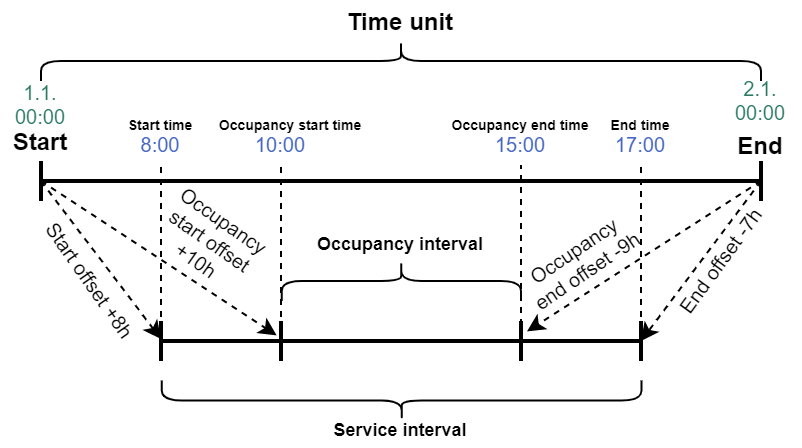 Time unit
1.1.
00:00
Start
2.1.
00:00
End
Start time
8:00
Occupancy start time
10:00
Occupancy end time
15:00
End time
17:00
Start offset +8h
Occupancy
start offset
+10h
Occupancy interval
Occupancy
end offset -9h
End offset -7h
Service interval